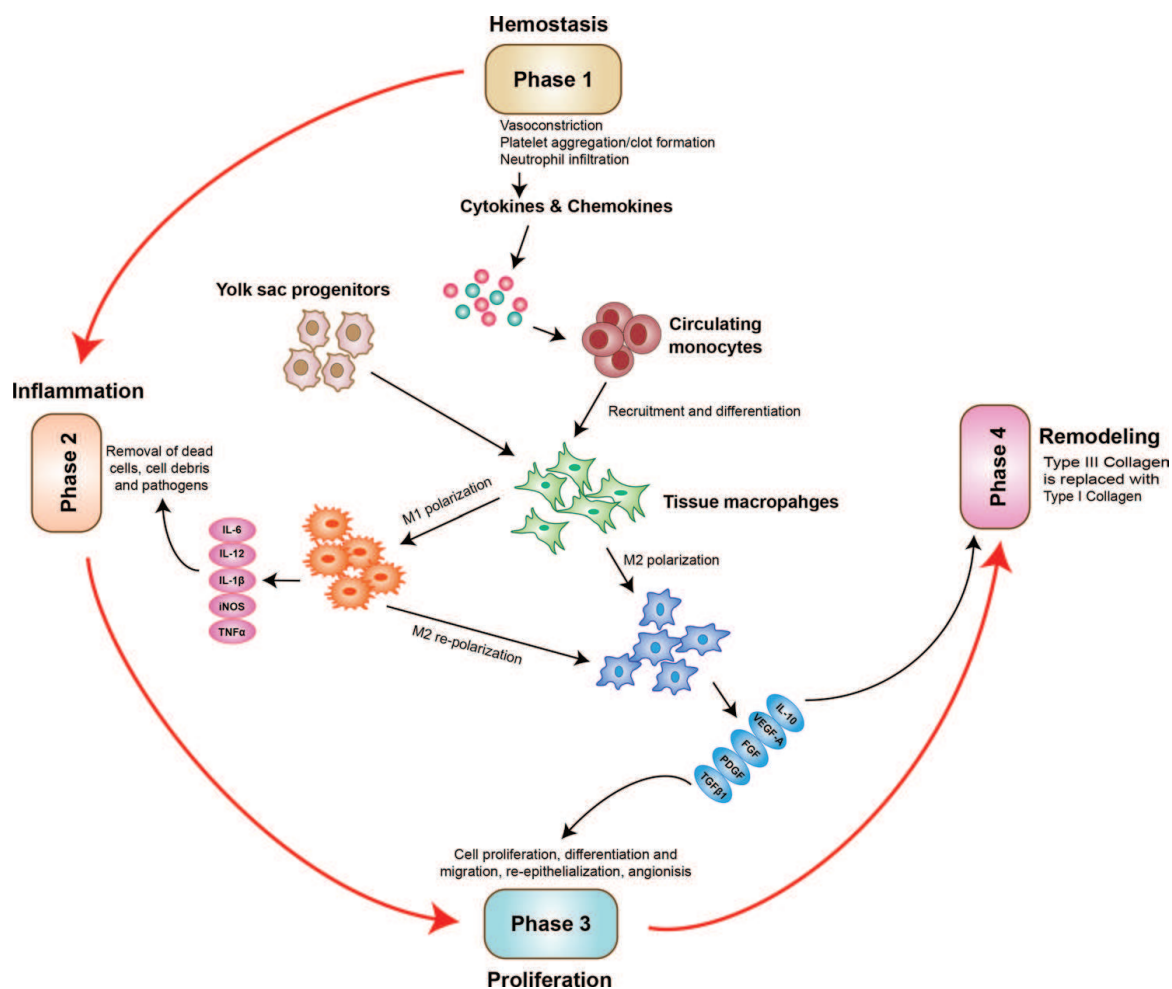 Hemostasis
Phase 1
Vasoconstriction
Platelet aggregation/clot formation
Neutrophil infiltration
Cytokines & Chemokines
Yolk sac progenitors
Circulating
monocytes
Recruitment and differentiation
Inflammation
Phase 2
Removal of dead
cells, cell debris
and pathogens
M1 polarization
Tissue macropahges
Phase 4
Remodeling
Type III Collagen
is replaced with
Type I Collagen
IL-6
IL-12
IL-1β
iNOS
TNFα
M2 polarization
M2 re-polarization
IL-10
VEGF-A
FGF
PDGF
TGFβ1
Cell proliferation, differentiation and
migration, re-epithelialization, angionisis
Phase 3
Proliferation